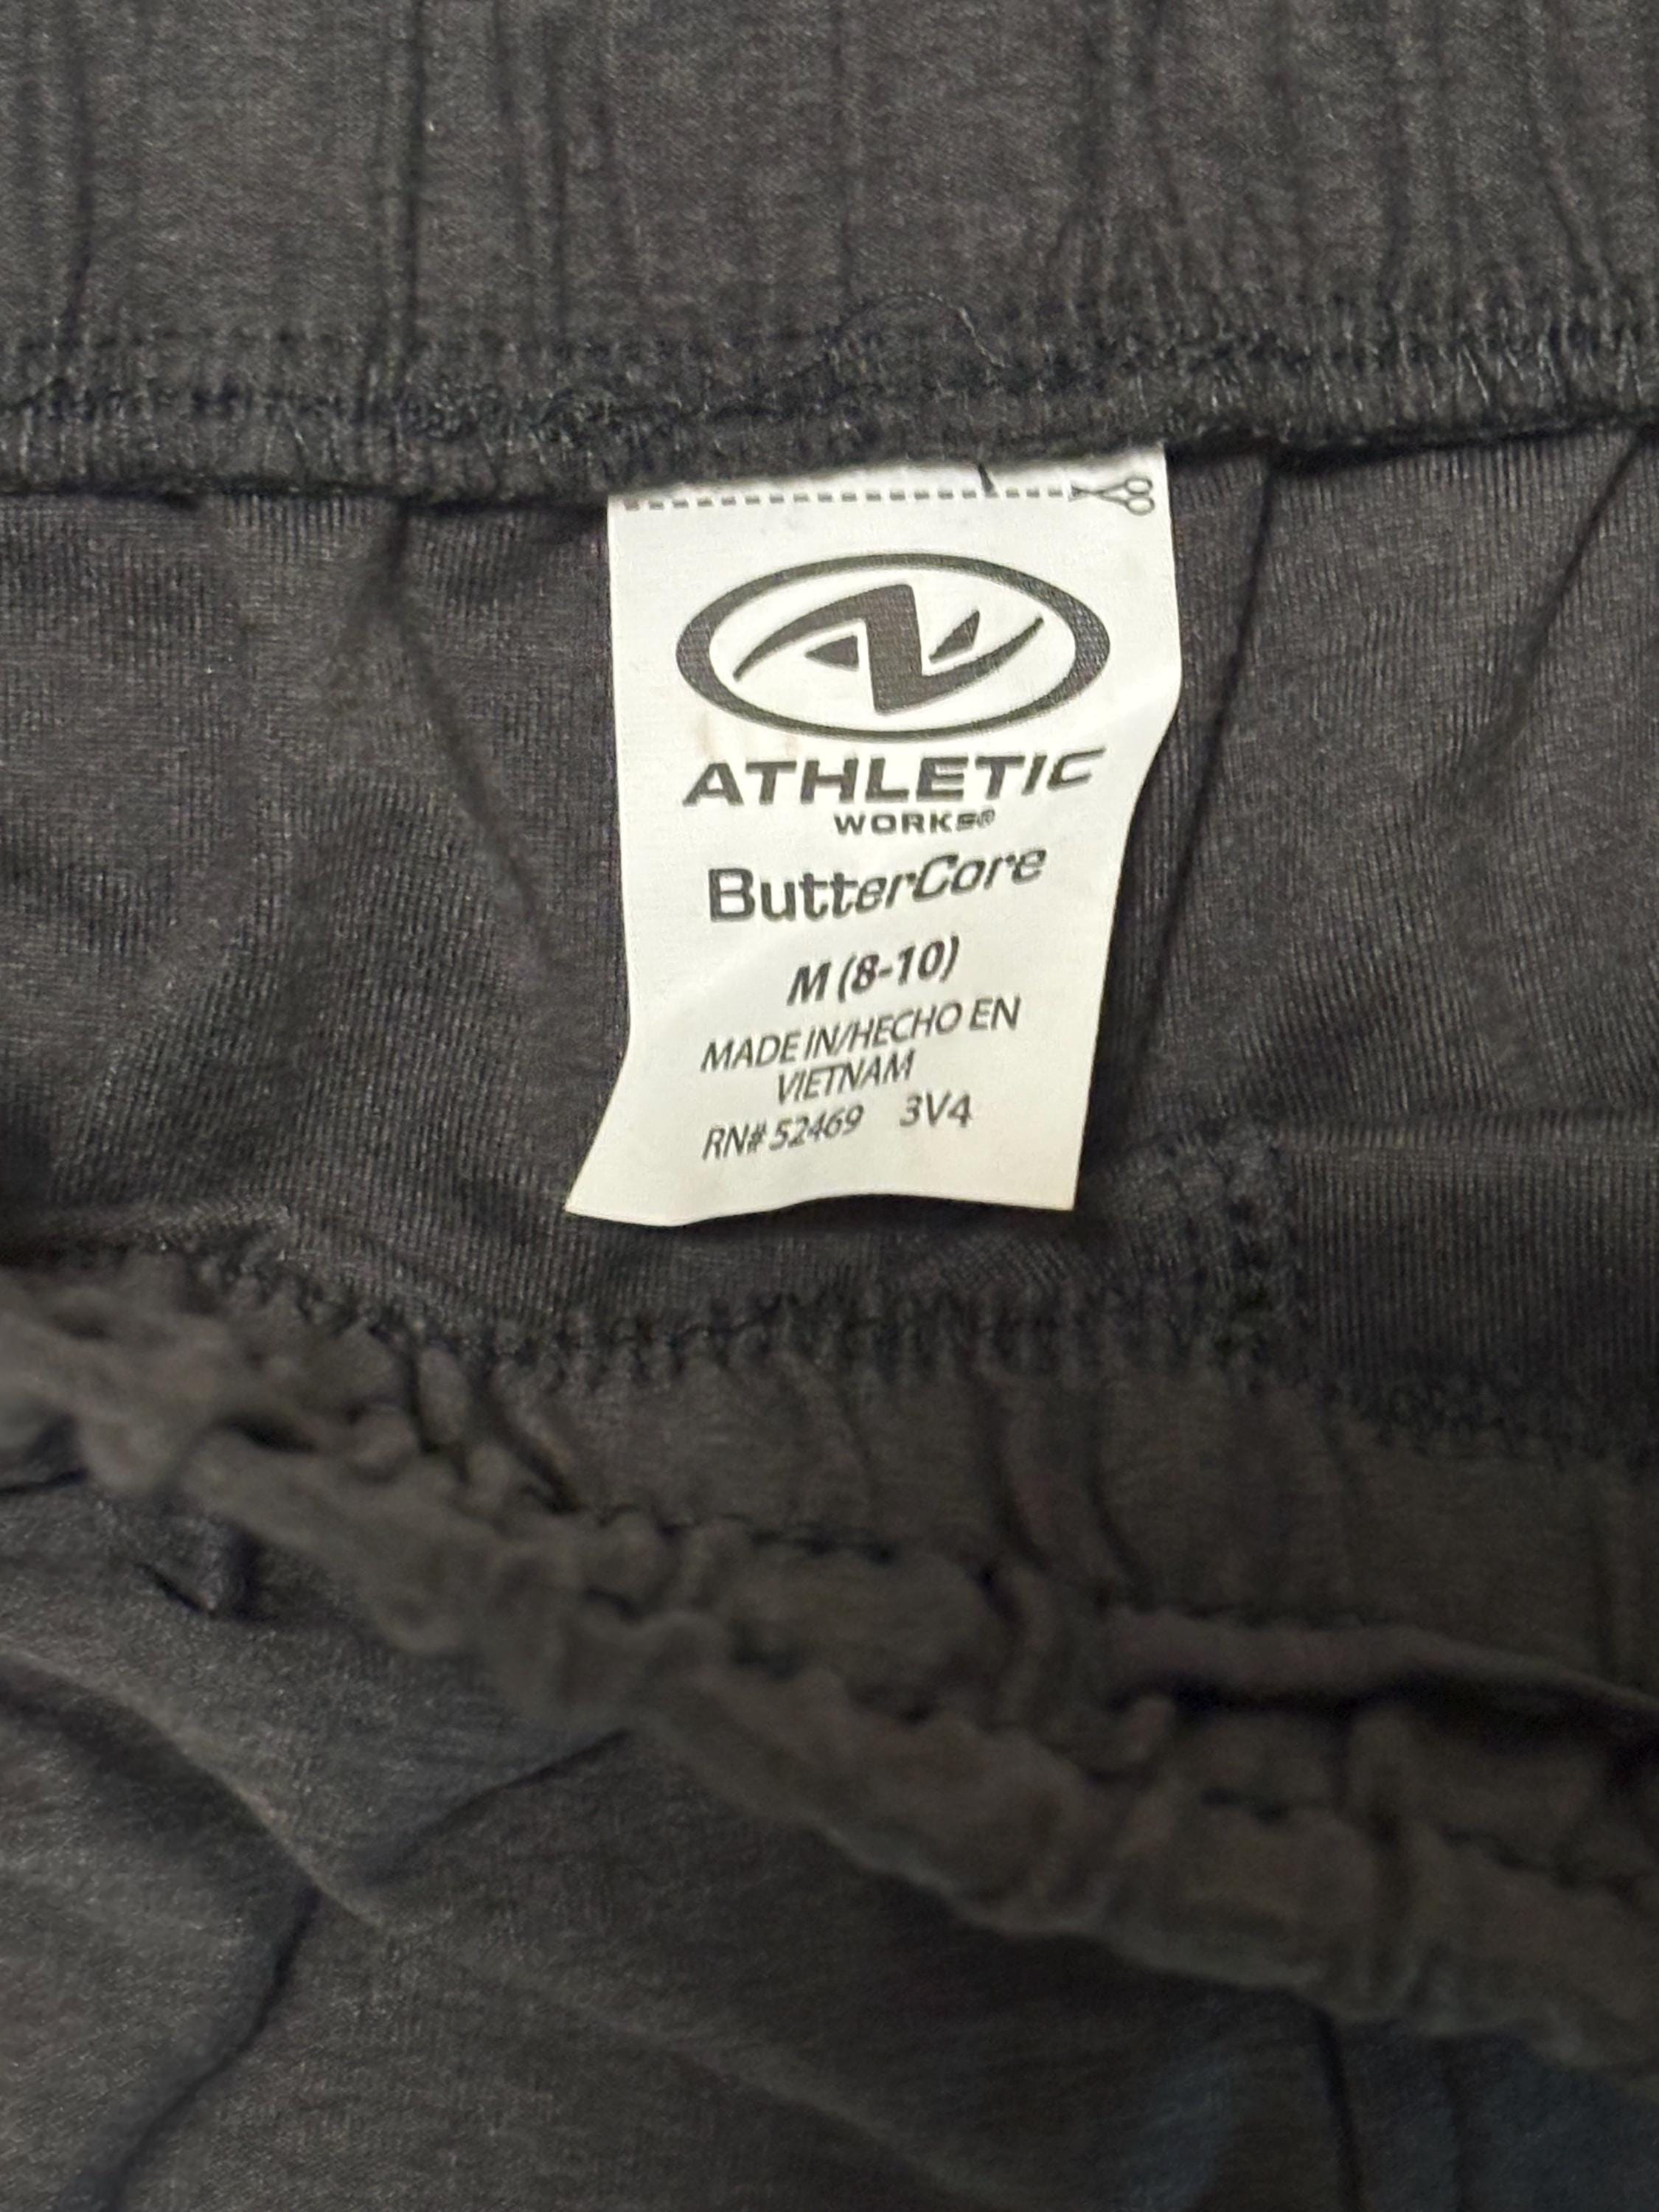 ATHLETIC
WORKS®
ButterCore
M (8-10)
MADE IN/HECHO EN
VIETNAM
RN# 52469 3V4